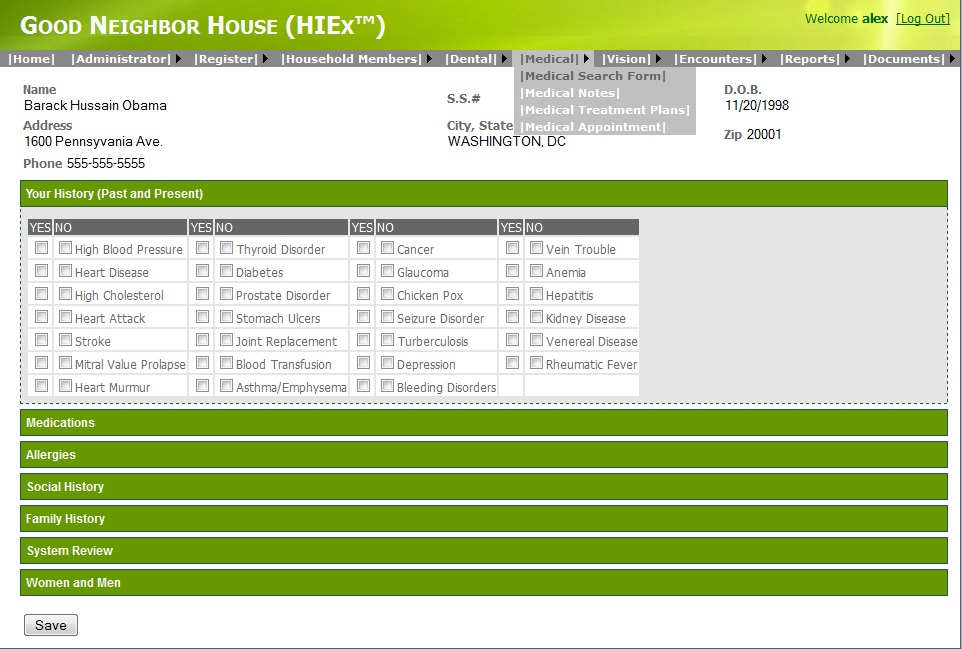 GOOD NEIGHBOR HOUSE (HIEX™)
Welcome alex [Log Out]
|Home| |Administrator| |Register| |Household Members| |Dental| |Medical| |Vision| |Encounters| |Reports| |Documents|
|Medical Search Form|
|Medical Notes|
|Medical Treatment Plans|
|Medical Appointment|
Name
Barack Hussain Obama
S.S.#
D.O.B.
11/20/1998
Address
1600 Pennsyvania Ave.
City, State
WASHINGTON, DC
Zip 20001
Phone 555-555-5555
Your History (Past and Present)
YES NO YES NO YES NO YES NO
High Blood Pressure Thyroid Disorder Cancer Vein Trouble
Heart Disease Diabetes Glaucoma Anemia
High Cholesterol Prostate Disorder Chicken Pox Hepatitis
Heart Attack Stomach Ulcers Seizure Disorder Kidney Disease
Stroke Joint Replacement Turberculosis Venereal Disease
Mitral Value Prolapse Blood Transfusion Depression Rheumatic Fever
Heart Murmur Asthma/Emphysema Bleeding Disorders
Medications
Allergies
Social History
Family History
System Review
Women and Men
Save